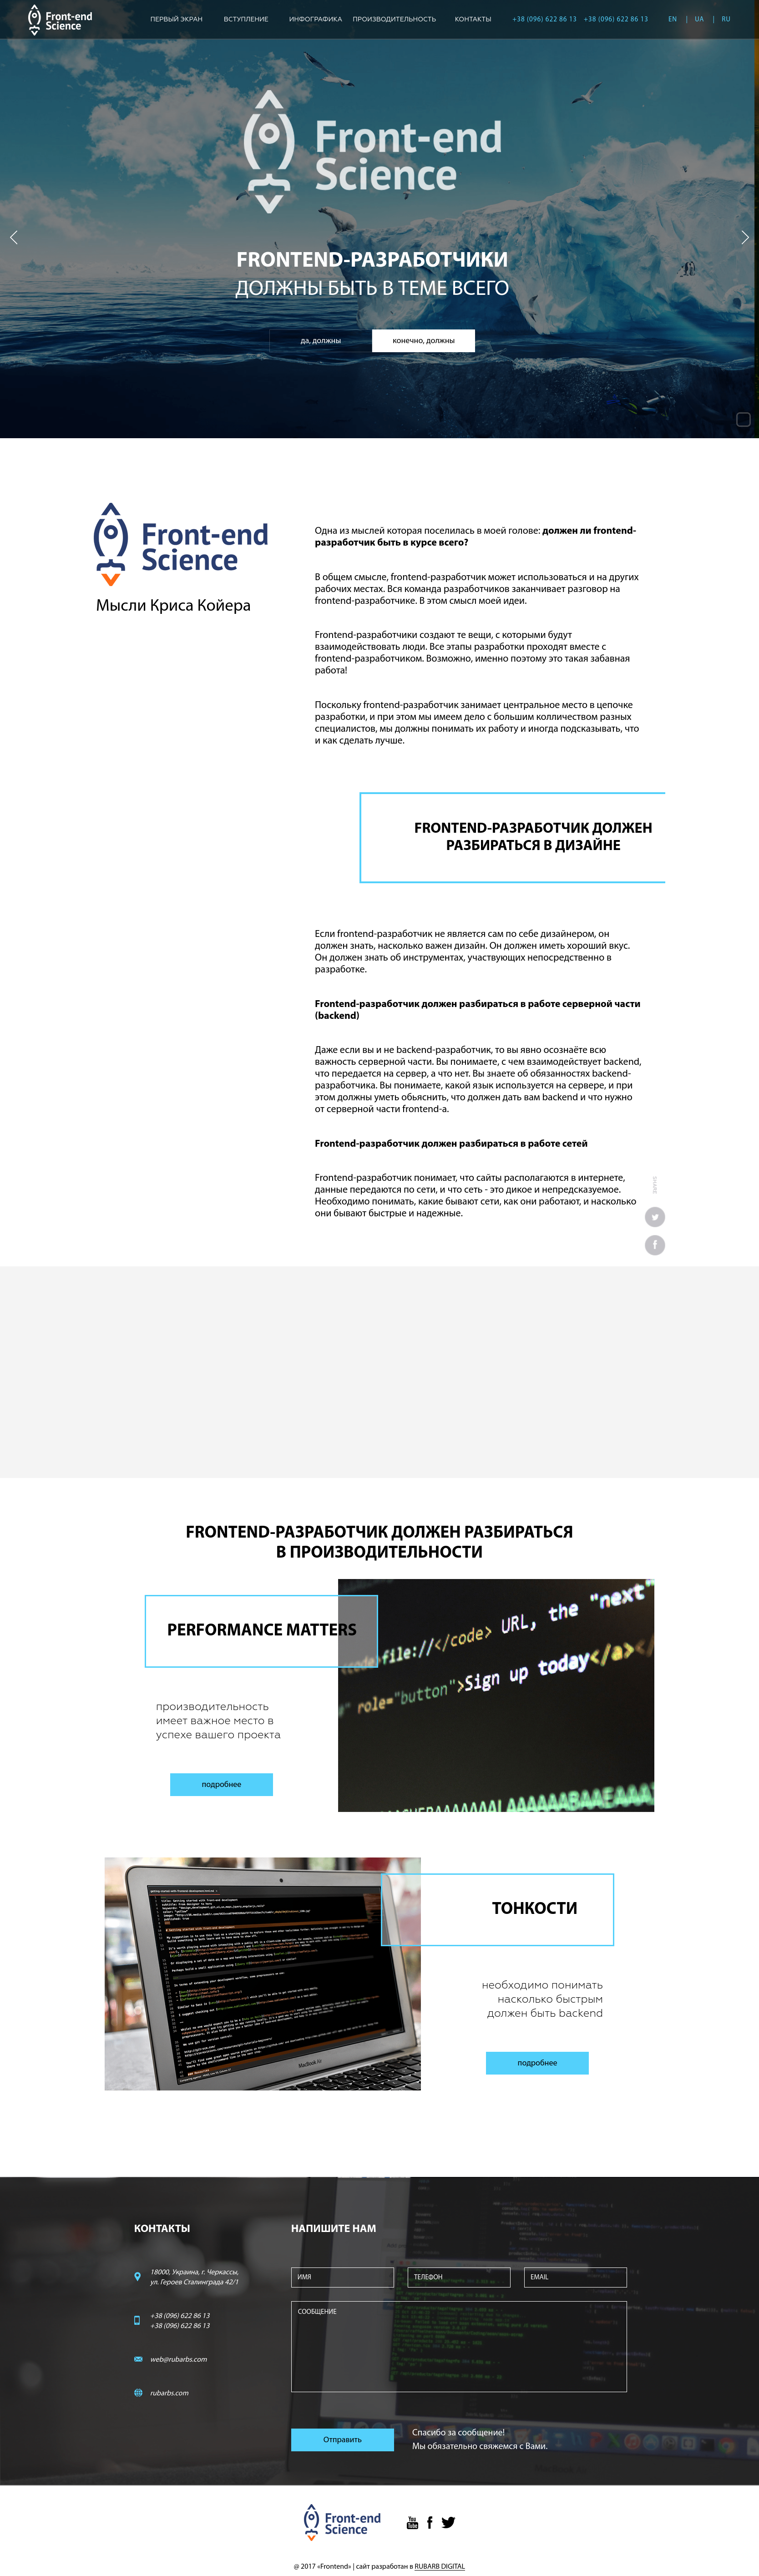 Front-end
Science
ПЕРВЫЙ ЭКРАН ВСТУПЛЕНИЕ ИНФОГРАФИКА ПРОИЗВОДИТЕЛЬНОСТЬ КОНТАКТЫ +38 (096) 622 86 13 +38 (096) 622 86 13 EN | UA | RU
Front-end
Science
FRONTEND-РАЗРАБОТЧИКИ
ДОЛЖНЫ БЫТЬ В ТЕМЕ ВСЕГО
да, должны
конечно, должны
Front-end
Science
Мысли Криса Койера
Одна из мыслей которая поселилась в моей голове: должен ли frontend-
разработчик быть в курсе всего?
В общем смысле, frontend-разработчик может использоваться и на других
рабочих местах. Вся команда разработчиков заканчивает разговор на
frontend-разработчике. В этом смысл моей идеи.
Frontend-разработчики создают те вещи, с которыми будут
взаимодействовать люди. Все этапы разработки проходят вместе с
frontend-разработчиком. Возможно, именно поэтому это такая забавная
работа!
Поскольку frontend-разработчик занимает центральное место в цепочке
разработки, и при этом мы имеем дело с большим колличеством разных
специалистов, мы должны понимать их работу и иногда подсказывать, что
и как сделать лучше.
FRONTEND-РАЗРАБОТЧИК ДОЛЖЕН
РАЗБИРАТЬСЯ В ДИЗАЙНЕ
Если frontend-разработчик не является сам по себе дизайнером, он
должен знать, насколько важен дизайн. Он должен иметь хороший вкус.
Он должен знать об инструментах, участвующих непосредственно в
разработке.
Frontend-разработчик должен разбираться в работе серверной части
(backend)
Даже если вы и не backend-разработчик, то вы явно осознаёте всю
важность серверной части. Вы понимаете, с чем взаимодействует backend,
что передается на сервер, а что нет. Вы знаете об обязанностях backend-
разработчика. Вы понимаете, какой язык используется на сервере, и при
этом должны уметь обьяснить, что должен дать вам backend и что нужно
от серверной части frontend-а.
Frontend-разработчик должен разбираться в работе сетей
Frontend-разработчик понимает, что сайты располагаются в интернете,
данные передаются по сети, и что сеть - это дикое и непредсказуемое.
Необходимо понимать, какие бывают сети, как они работают, и насколько
они бывают быстрые и надежные.
SHARE
FRONTEND-РАЗРАБОТЧИК ДОЛЖЕН РАЗБИРАТЬСЯ
В ПРОИЗВОДИТЕЛЬНОСТИ
PERFORMANCE MATTERS
file://</code> URL, the "next"
role="button">Sign up today</a>
производительность
имеет важное место в
успехе вашего проекта
подробнее
ТОНКОСТИ
MacBook Air
необходимо понимать
насколько быстрым
должен быть backend
подробнее
КОНТАКТЫ
18000, Украина, г. Черкассы,
ул. Героев Сталинграда 42/1
+38 (096) 622 86 13
+38 (096) 622 86 13
web@rubarbs.com
rubarbs.com
НАПИШИТЕ НАМ
ИМЯ
ТЕЛЕФОН
EMAIL
СООБЩЕНИЕ
Отправить
Спасибо за сообщение!
Мы обязательно свяжемся с Вами.
Front-end
Science
You
Tube
@ 2017 «Frontend» | сайт разработан в RUBARB DIGITAL